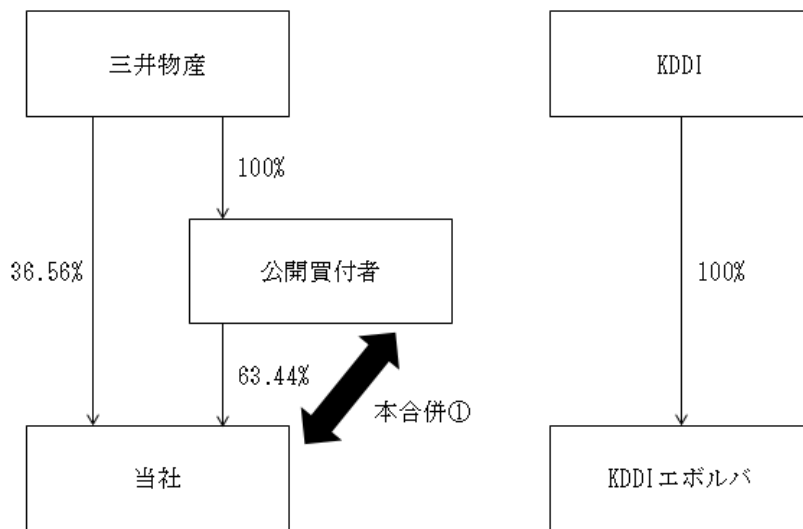 三井物産
KDDI
100%
公開買付者
36.56%
100%
63.44%
本合併①
当社
KDDIエボルバ